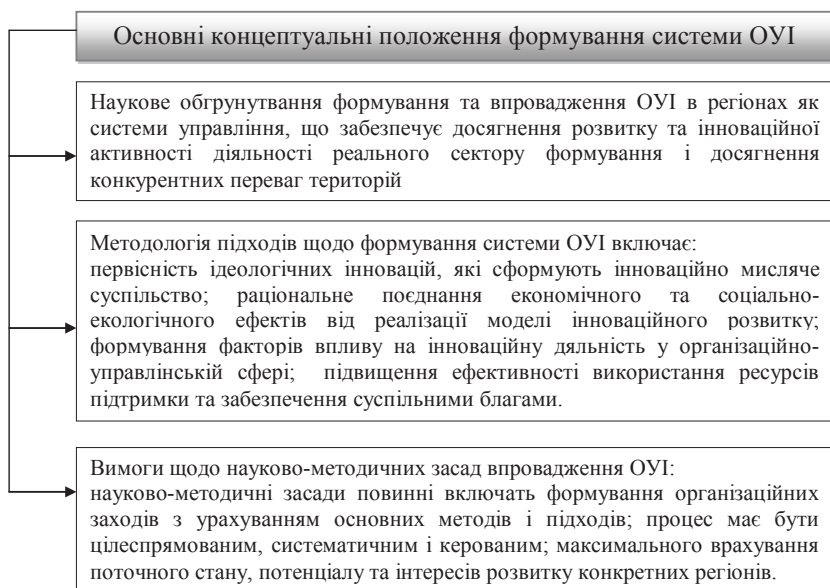 Основні концептуальні положення формування системи ОУІ
Наукове обгрунутвання формування та впровадження ОУІ в регіонах як
системи управління, що забезпечує досягнення розвитку та інноваційної
активності діяльності реального сектору формування і досягнення
конкурентних переваг територій
Методологія підходів щодо формування системи ОУІ включає:
первісність ідеологічних інновацій, які сформують інноваційно мисляче
суспільство; раціональне поєднання економічного та соціально-
екологічного ефектів від реалізації моделі інноваційного розвитку;
формування факторів впливу на інноваційну дяльність у організаційно-
управлінській сфері; підвищення ефективності використання ресурсів
підтримки та забезпечення суспільними благами.
Вимоги щодо науково-методичних засад впровадження ОУІ:
науково-методичні засади повинні включать формування організаційних
заходів з урахуванням основних методів і підходів; процес має бути
цілеспрямованим, систематичним і керованим; максимального врахування
поточного стану, потенціалу та інтересів розвитку конкретних регіонів.